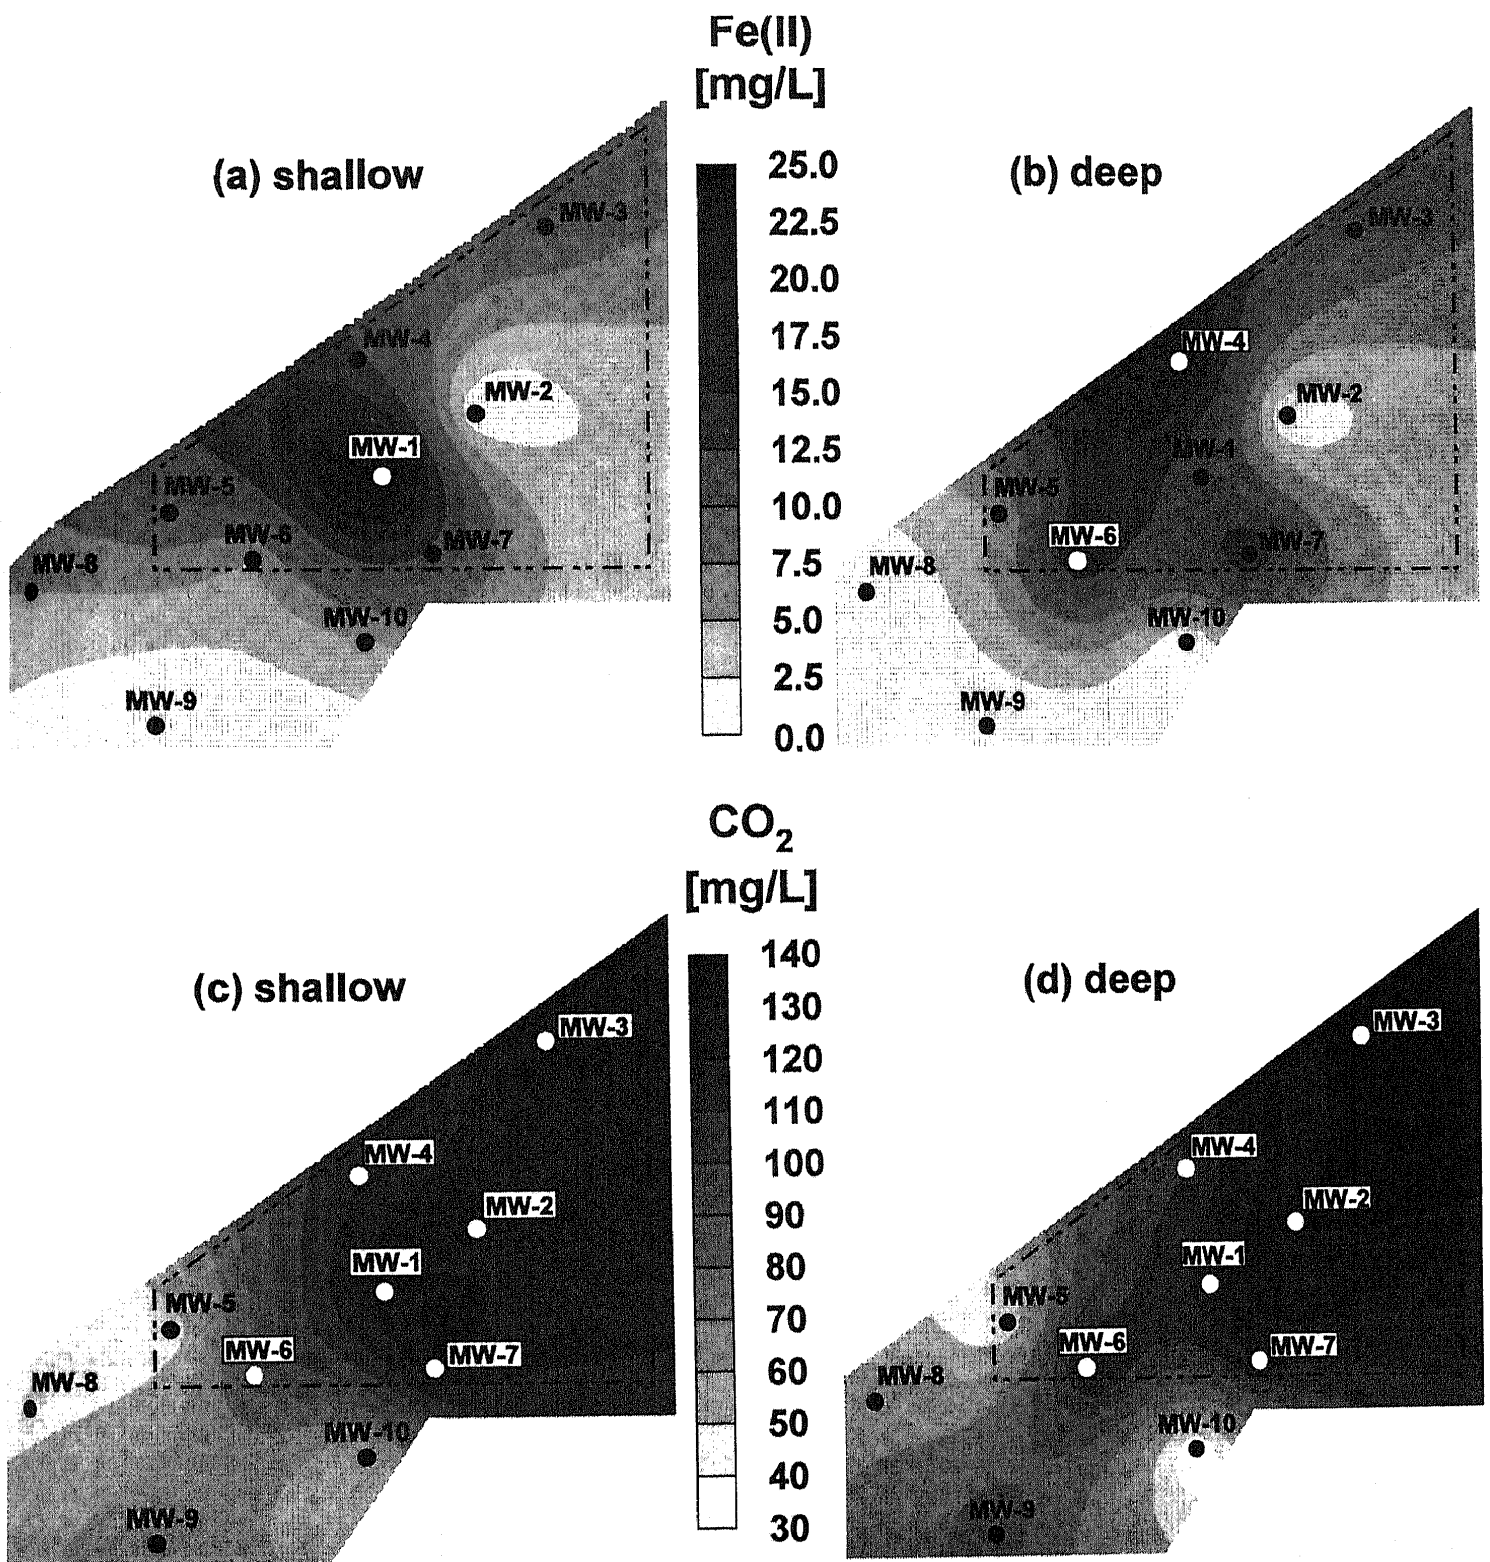 Fe(II)
[mg/L]
(a) shallow
MW-3
MW-4
MW-2
MW-1
MW-5
MW-6
MW-7
MW-8
MW-10
MW-9
25.0
22.5
20.0
17.5
15.0
12.5
10.0
7.5
5.0
2.5
0.0
(b) deep
MW-3
MW-4
MW-2
MW-1
MW-5
MW-6
MW-7
MW-8
MW-10
MW-9
CO2
[mg/L]
(c) shallow
MW-3
MW-4
MW-2
MW-1
MW-5
MW-6
MW-7
MW-8
MW-10
MW-9
140
130
120
110
100
90
80
70
60
50
40
30
(d) deep
MW-3
MW-4
MW-2
MW-1
MW-5
MW-6
MW-7
MW-8
MW-10
MW-9